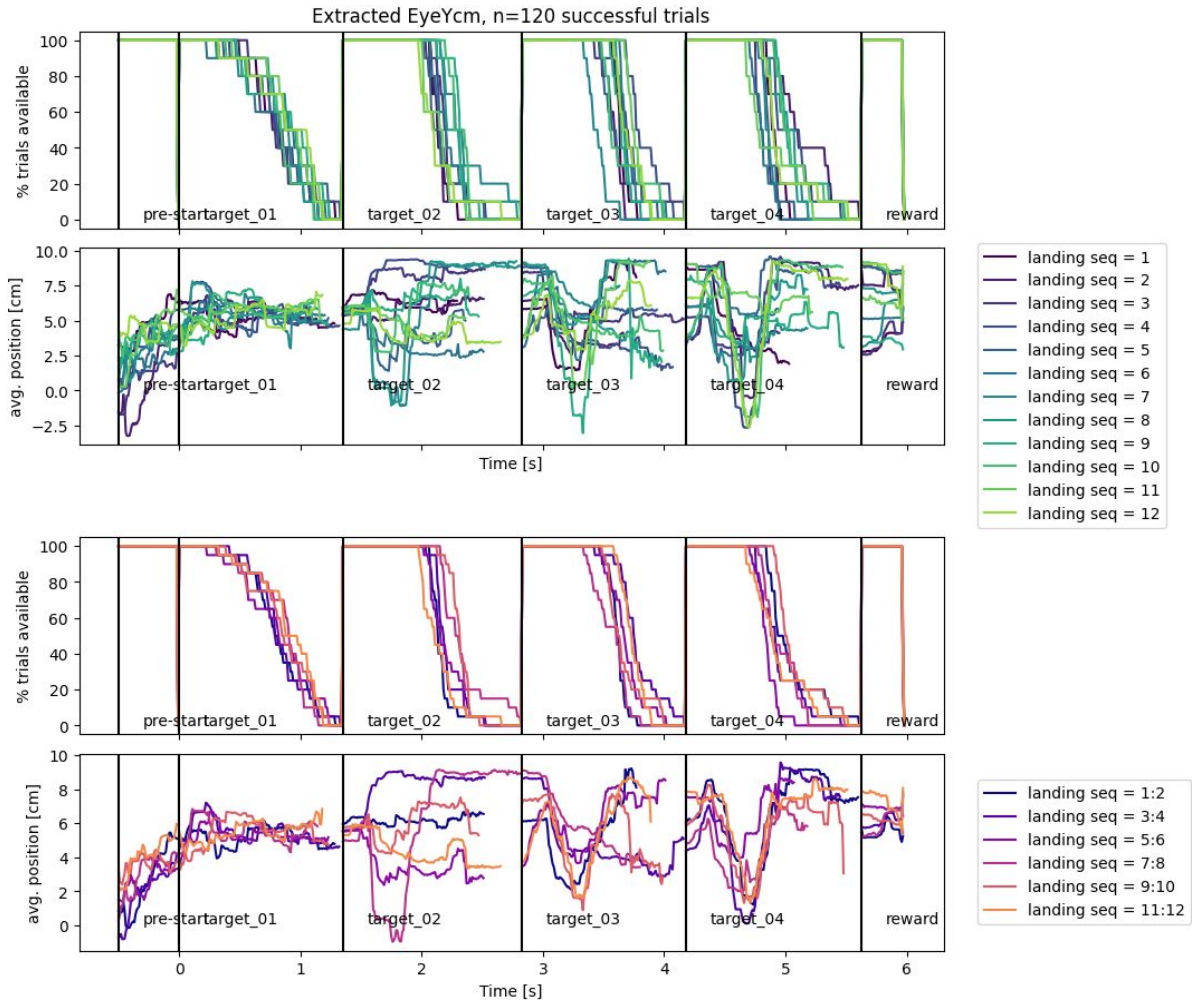 Extracted EyeYcm, n=120 successful trials
% trials available
100
80
60
40
20
0
pre-start target_01 target_02 target_03 target_04 reward
avg. position [cm]
10.0
7.5
5.0
2.5
0.0
−2.5
pre-start target_01 target_02 target_03 target_04 reward
Time [s]
landing seq = 1
landing seq = 2
landing seq = 3
landing seq = 4
landing seq = 5
landing seq = 6
landing seq = 7
landing seq = 8
landing seq = 9
landing seq = 10
landing seq = 11
landing seq = 12
% trials available
100
80
60
40
20
0
pre-start target_01 target_02 target_03 target_04 reward
avg. position [cm]
10
8
6
4
2
0
pre-start target_01 target_02 target_03 target_04 reward
0 1 2 3 4 5 6
Time [s]
landing seq = 1:2
landing seq = 3:4
landing seq = 5:6
landing seq = 7:8
landing seq = 9:10
landing seq = 11:12